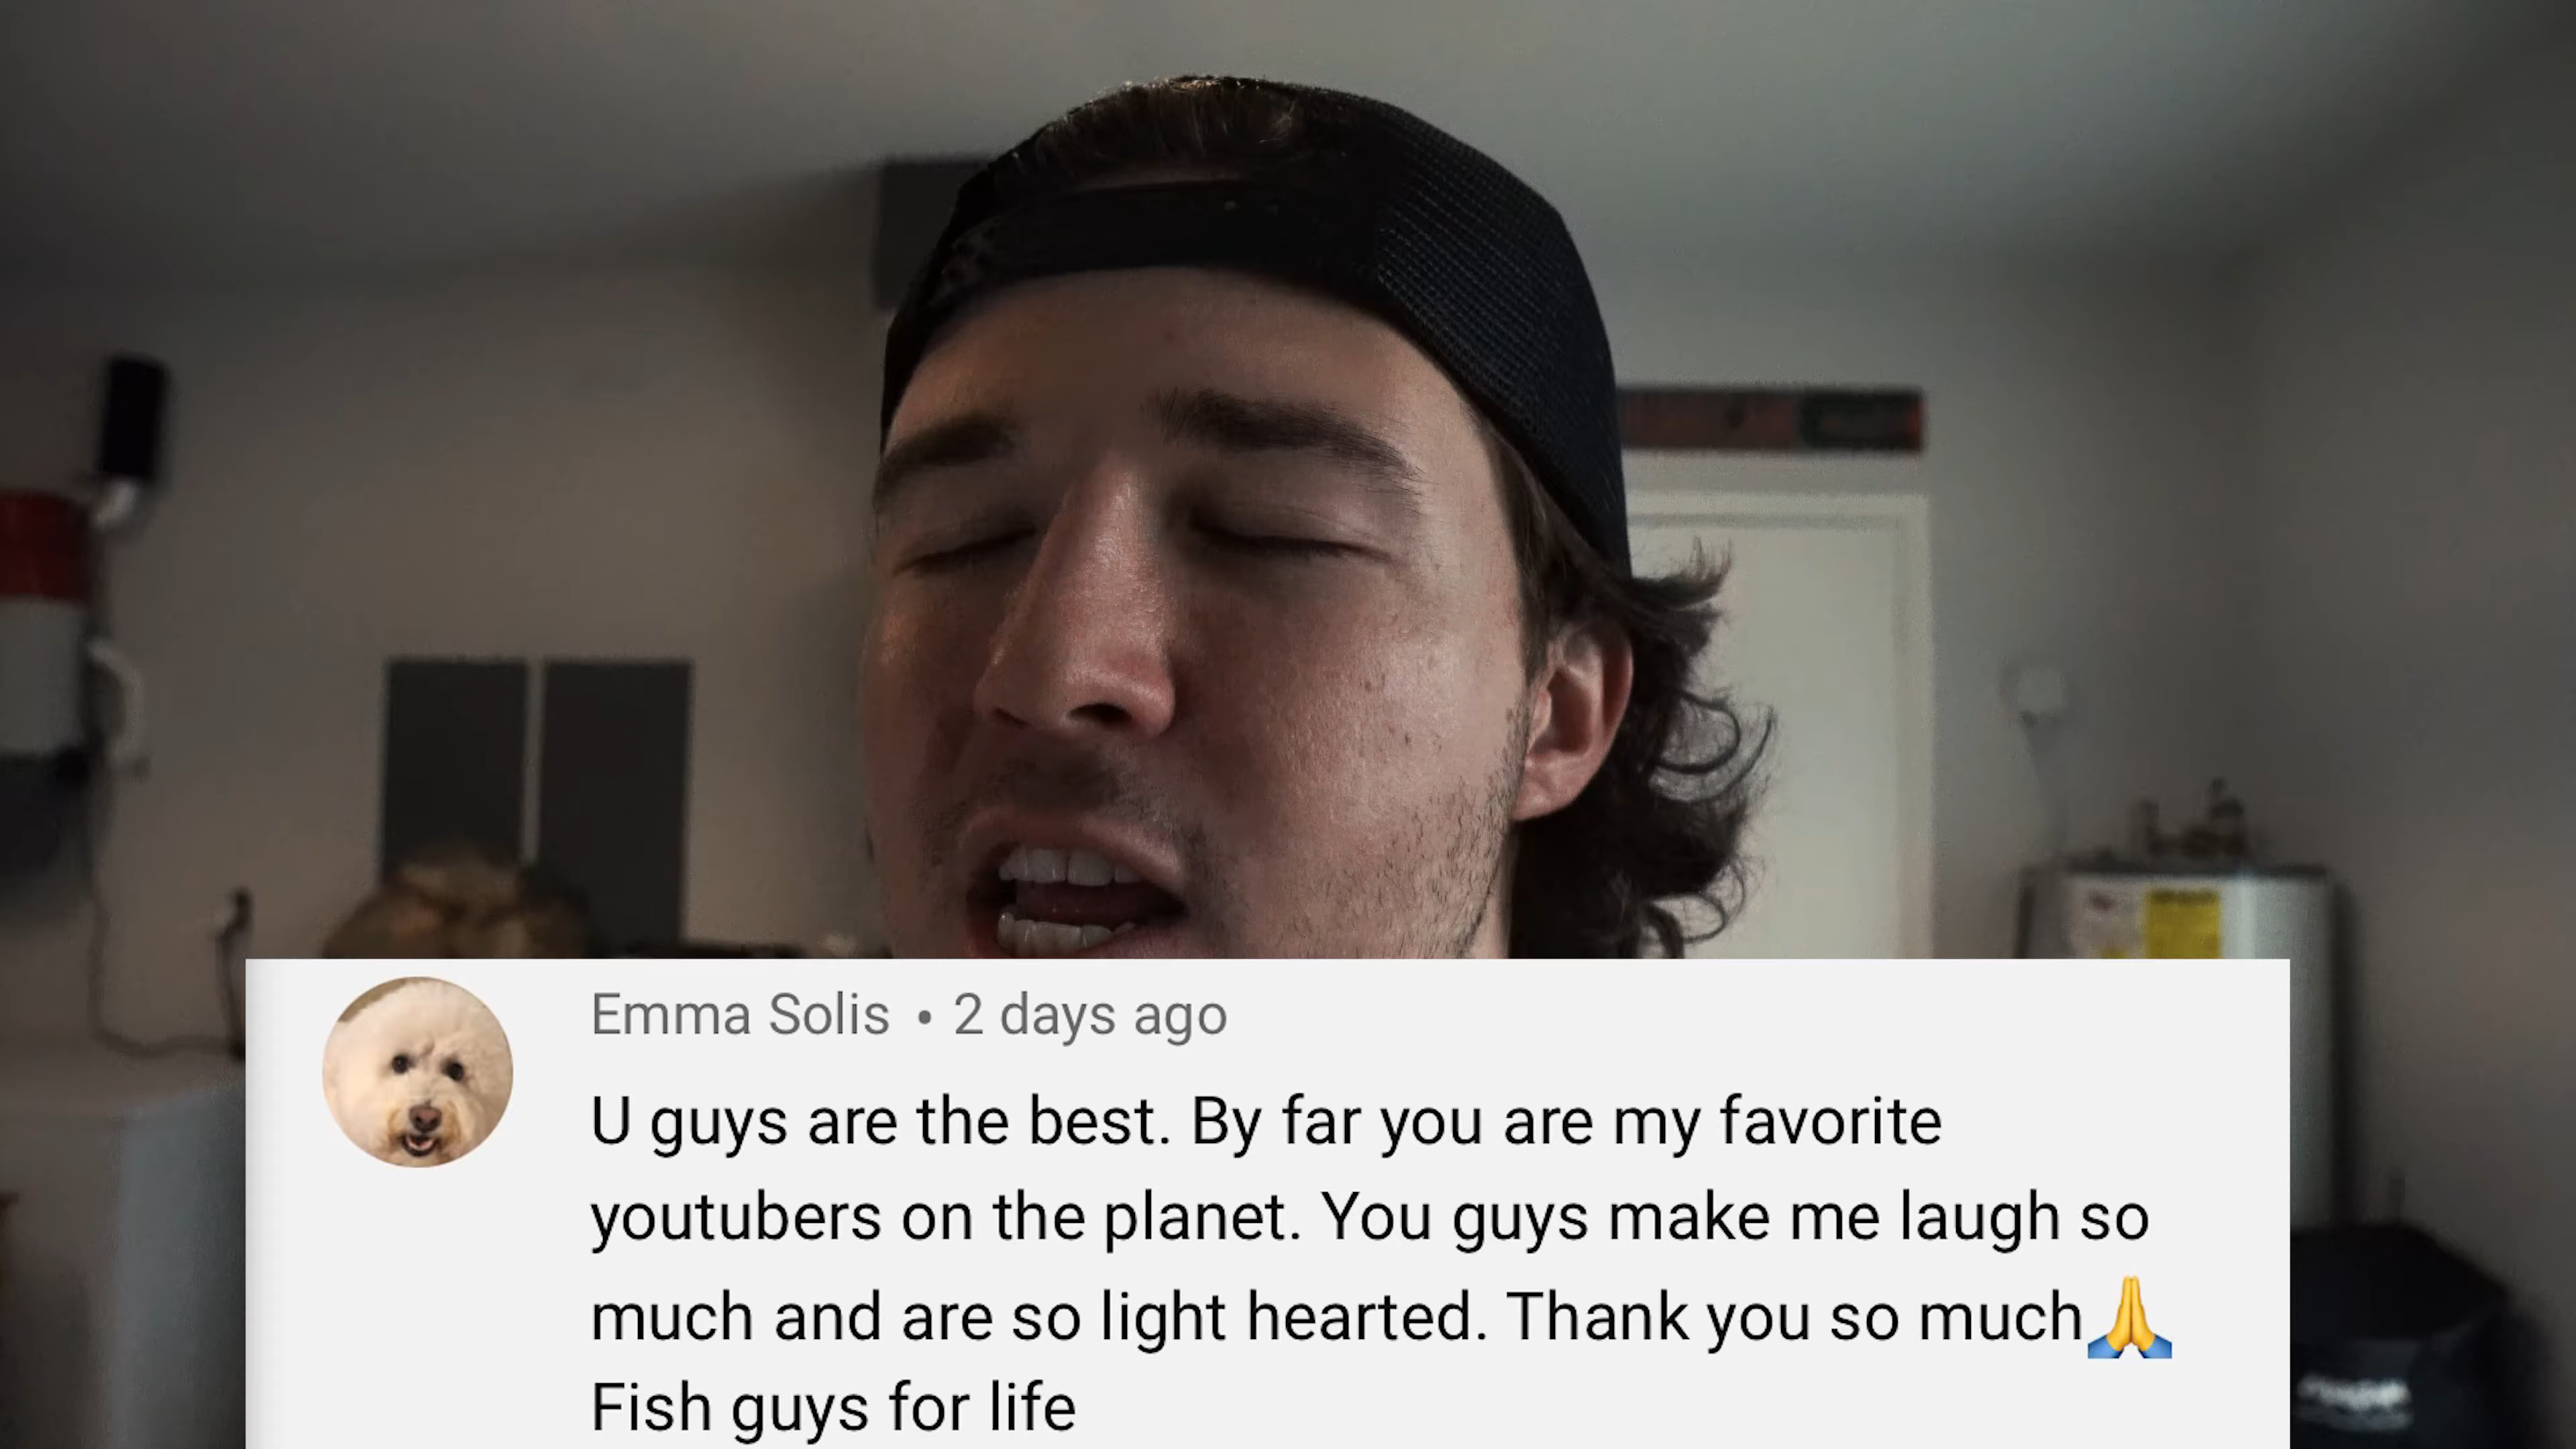 Emma Solis • 2 days ago
U guys are the best. By far you are my favorite
youtubers on the planet. You guys make me laugh so
much and are so light hearted. Thank you so much🙏
Fish guys for life